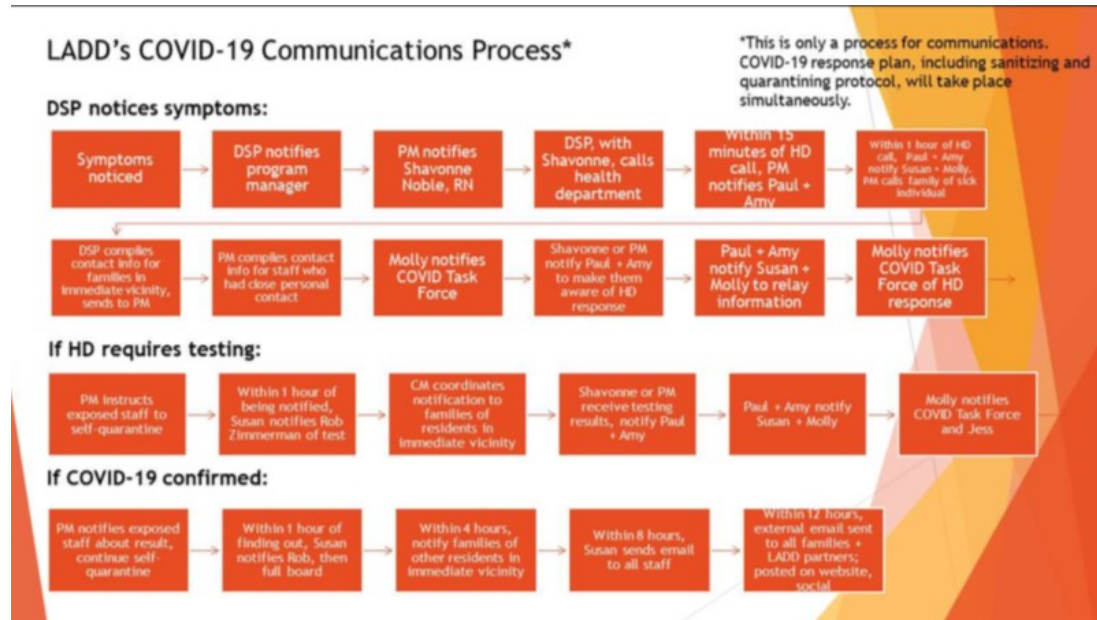 LADD's COVID-19 Communications Process*
*This is only a process for communications.
COVID-19 response plan, including sanitizing and
quarantining protocol, will take place
simultaneously.
DSP notices symptoms:
Symptoms
noticed
DSP notifies
program
manager
PM notifies
Shavonne
Noble, RN
DSP, with
Shavonne, calls
health
department
Within 15
minutes of HD
call, PM
notifies Paul +
Amy
Within 1 hour of HD
call, Paul + Amy
notify Susan + Molly.
PM calls family of sick
individual
DSP compiles
contact info for
families in
immediate vicinity,
sends to PM
PM compiles contact
info for staff who
had close personal
contact
Molly notifies
COVID Task
Force
Shavonne or PM
notify Paul + Amy
to make them
aware of HD
response
Paul + Amy
notify Susan +
Molly to relay
information
Molly notifies
COVID Task
Force of HD
response
If HD requires testing:
PM instructs
exposed staff to
self-quarantine
Within 1 hour of
being notified,
Susan notifies Rob
Zimmerman of test
CM coordinates
notification to
families of
residents in
immediate vicinity
Shavonne or PM
receive testing
results, notify Paul
+ Amy
Paul + Amy notify
Susan + Molly
Molly notifies
COVID Task Force
and Jess
If COVID-19 confirmed:
PM notifies exposed
staff about result,
continue self-
quarantine
Within 1 hour of
finding out, Susan
notifies Rob, then
full board
Within 4 hours,
notify families of
other residents in
immediate vicinity
Within 8 hours,
Susan sends email
to all staff
Within 12 hours,
external email sent
to all families +
LADD partners;
posted on website,
social